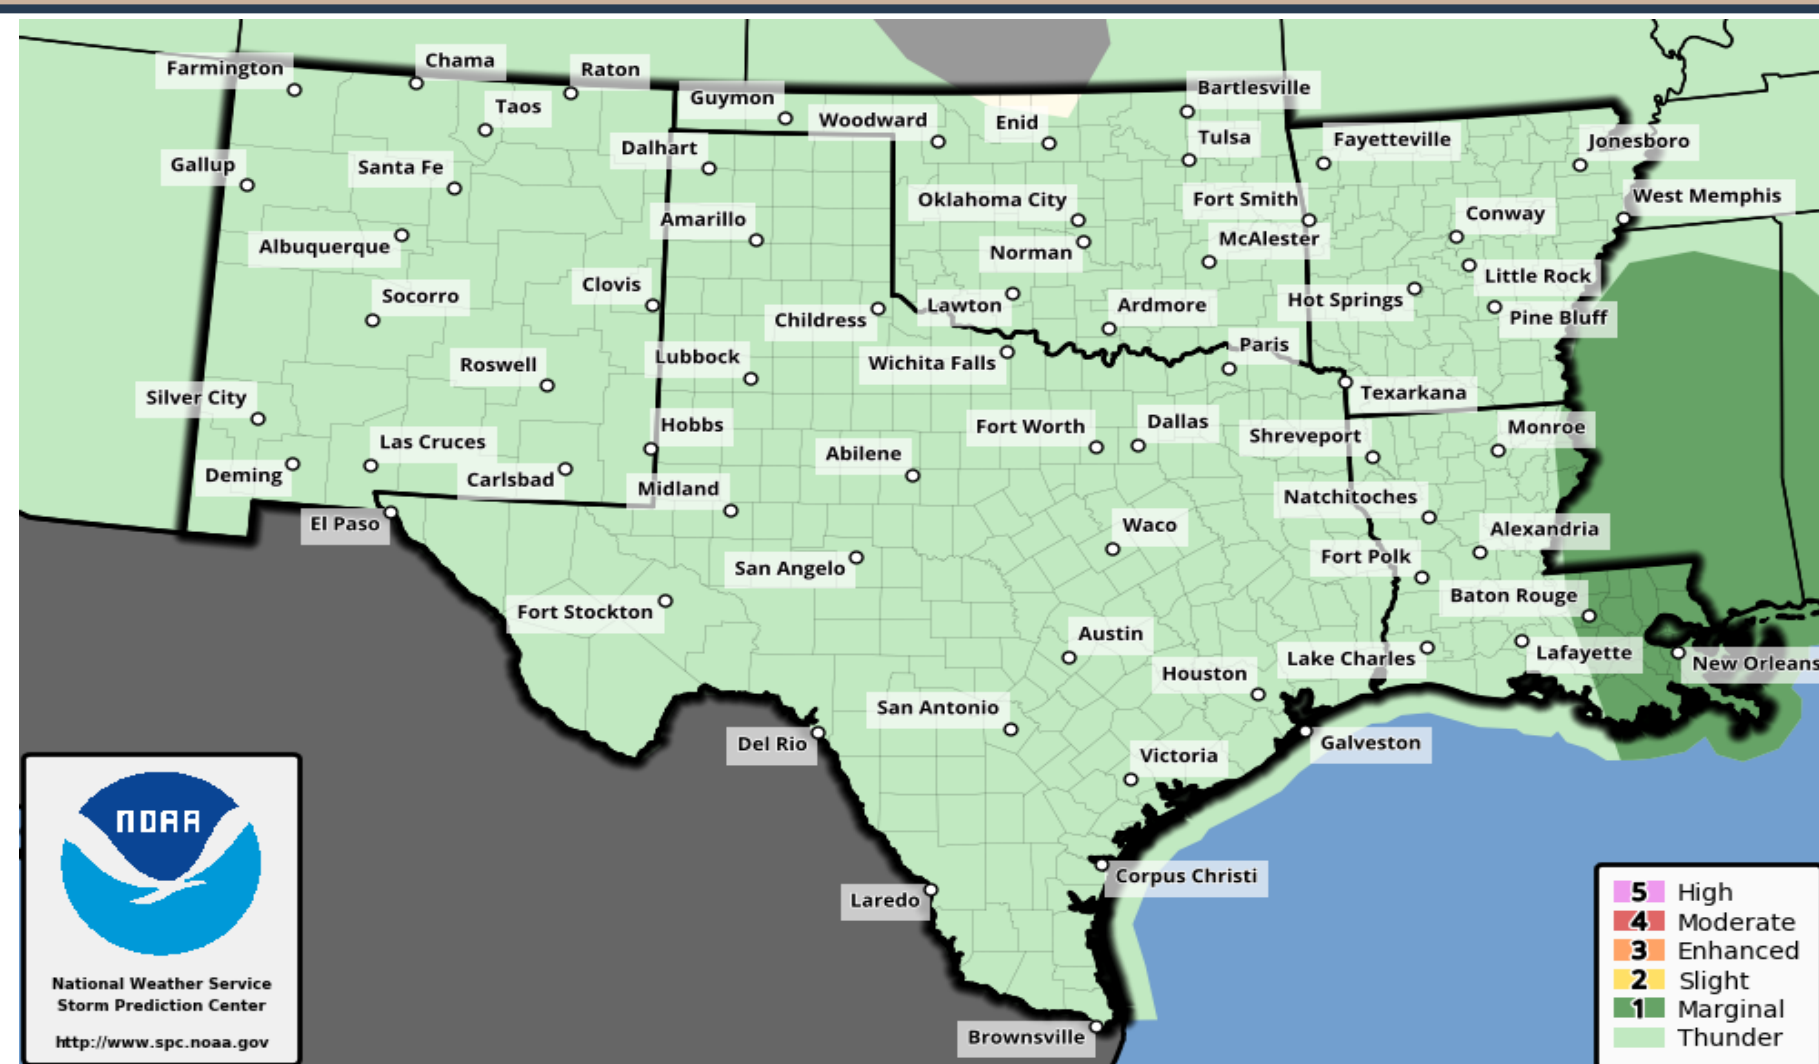 Farmington
Chama
Raton
Taos
Guymon
Woodward
Enid
Bartlesville
Tulsa
Fayetteville
Jonesboro
Dalhart
Gallup
Santa Fe
Oklahoma City
Fort Smith
West Memphis
Amarillo
Conway
Albuquerque
Norman
McAlester
Little Rock
Socorro
Clovis
Childress
Lawton
Ardmore
Hot Springs
Pine Bluff
Roswell
Lubbock
Wichita Falls
Paris
Silver City
Texarkana
Las Cruces
Hobbs
Fort Worth
Dallas
Shreveport
Monroe
Deming
Carlsbad
Midland
Abilene
Natchitoches
El Paso
Waco
Alexandria
San Angelo
Fort Polk
Fort Stockton
Baton Rouge
Austin
Lake Charles
Lafayette
New Orleans
Houston
San Antonio
Del Rio
Galveston
Victoria
Corpus Christi
Laredo
Brownsville
NOAA
National Weather Service
Storm Prediction Center
http://www.spc.noaa.gov
5 High
4 Moderate
3 Enhanced
2 Slight
1 Marginal
Thunder